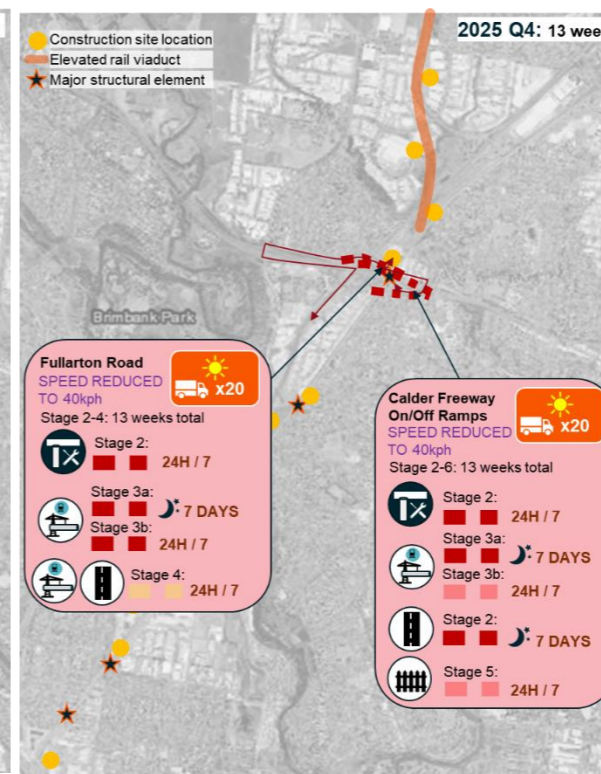 Construction site location
Elevated rail viaduct
Major structural element
2025 Q4: 13 wee
Brimbank Park
Fullarton Road
SPEED REDUCED
TO 40kph
x20
Stage 2-4: 13 weeks total
Stage 2:
24H / 7
Stage 3a:
7 DAYS
Stage 3b:
24H / 7
Stage 4:
24H / 7
Calder Freeway
On/Off Ramps
SPEED REDUCED
TO 40kph
x20
Stage 2-6: 13 weeks total
Stage 2:
24H / 7
Stage 3a:
7 DAYS
Stage 3b:
24H / 7
Stage 2:
7 DAYS
Stage 5:
24H / 7